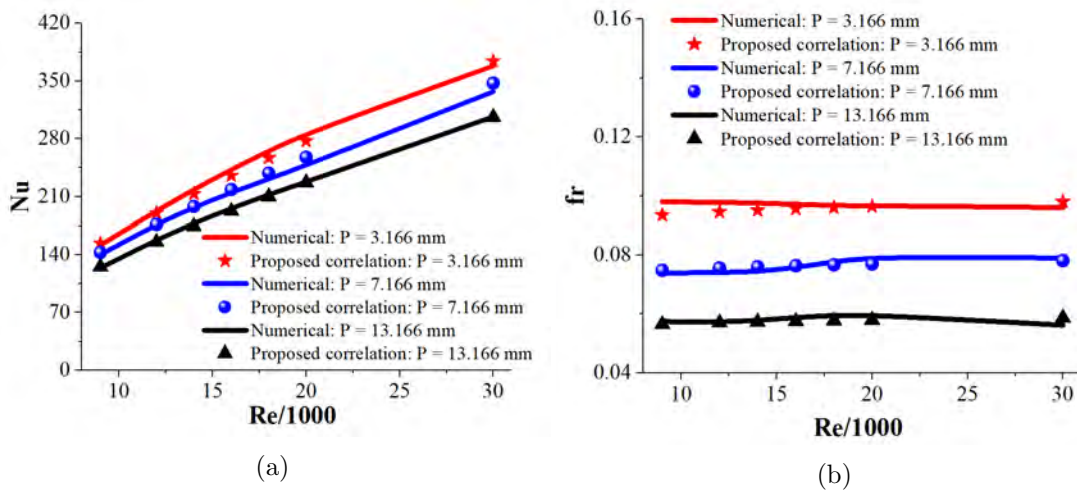 420
350
280
210
140
70
0
Nu
Numerical: P = 3.166 mm
Proposed correlation: P = 3.166 mm
Numerical: P = 7.166 mm
Proposed correlation: P = 7.166 mm
Numerical: P = 13.166 mm
Proposed correlation: P = 13.166 mm
10 15 20 25 30
Re/1000
(a)
0.16
0.12
0.08
0.04
fr
Numerical: P = 3.166 mm
Proposed correlation: P = 3.166 mm
Numerical: P = 7.166 mm
Proposed correlation: P = 7.166 mm
Numerical: P = 13.166 mm
Proposed correlation: P = 13.166 mm
10 15 20 25 30
Re/1000
(b)